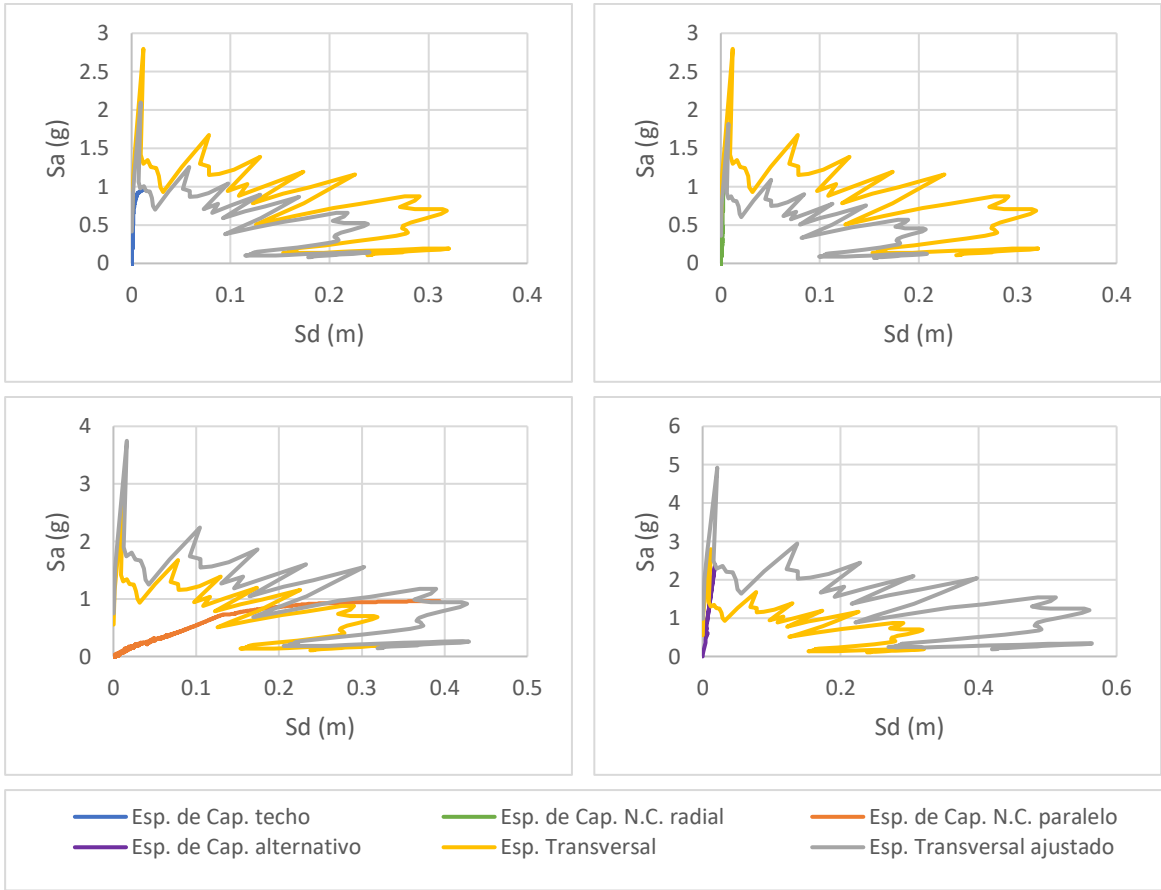 3
2.5
2
1.5
1
0.5
0
Sa (g)
0 0.1 0.2 0.3 0.4
Sd (m)
3
2.5
2
1.5
1
0.5
0
Sa (g)
0 0.1 0.2 0.3 0.4
Sd (m)
4
3
2
1
0
Sa (g)
0 0.1 0.2 0.3 0.4 0.5
Sd (m)
6
5
4
3
2
1
0
Sa (g)
0 0.2 0.4 0.6
Sd (m)
Esp. de Cap. techo
Esp. de Cap. N.C. radial
Esp. de Cap. N.C. paralelo
Esp. de Cap. alternativo
Esp. Transversal
Esp. Transversal ajustado